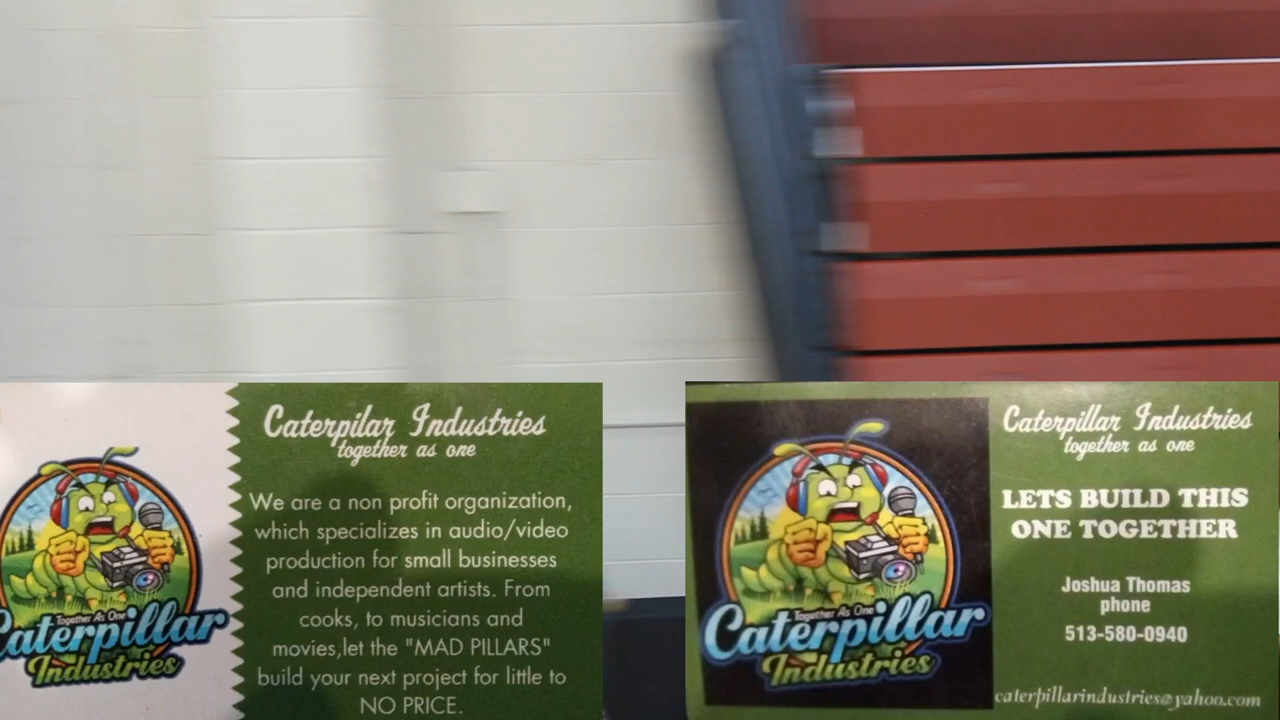 Caterpilar Industries
together as one
We are a non profit organization,
which specializes in audio/video
production for small businesses
and independent artists. From
cooks, to musicians and
movies,let the "MAD PILLARS"
build your next project for little to
NO PRICE.
Together As One
Caterpillar
Industries
Caterpillar Industries
together as one
LETS BUILD THIS
ONE TOGETHER
Joshua Thomas
phone
513-580-0940
caterpillarindustries@yahoo.com
Together As One
Caterpillar
Industries